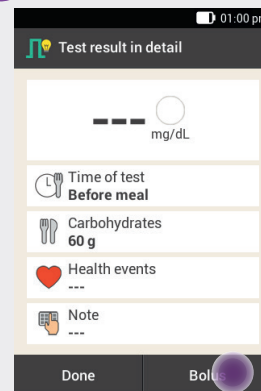 01:00 pm
Test result in detail
---
mg/dL
Time of test
Before meal
Carbohydrates
60 g
Health events
---
Note
---
Done
Bolus